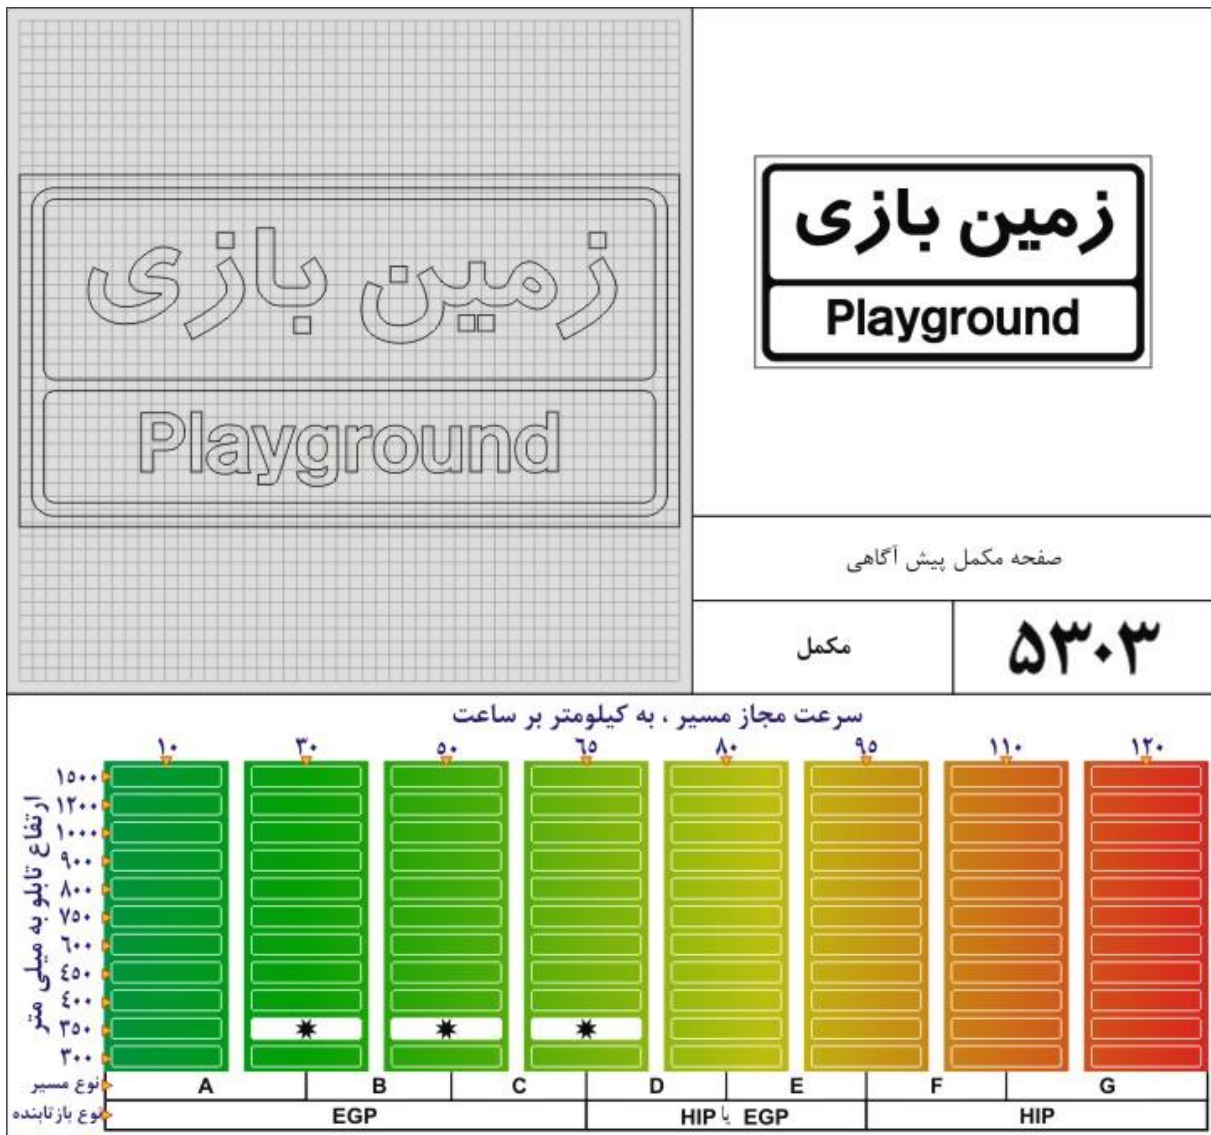 زمین بازی
Playground
زمین بازی
Playground
صفحه مکمل پیش آگاهی
۵۳۰۳
مکمل
سرعت مجاز مسیر ، به کیلومتر بر ساعت
۱۰ ۳۰ ۵۰ ۶۵ ۸۰ ۹۵ ۱۱۰ ۱۲۰
ارتفاع تابلو به میلی متر
۱۵۰۰
۱۲۰۰
۱۰۰۰
۹۰۰
۸۰۰
۷۵۰
۶۰۰
٤۵۰
٤۰۰
۳۵۰
۳۰۰
نوع مسیر A B C D E F G
نوع بازتابنده EGP HIP یا EGP HIP